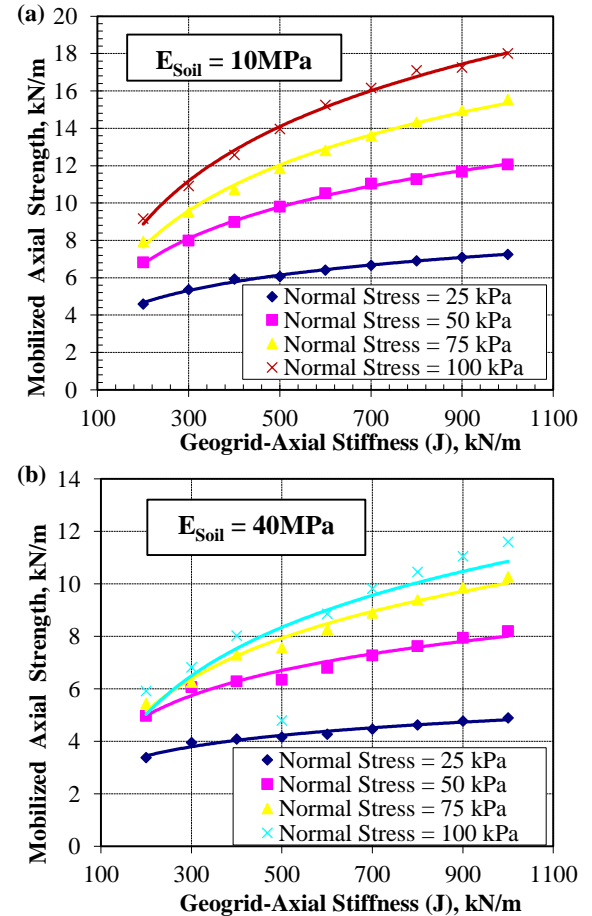 (a)
E_Soil = 10MPa
Mobilized Axial Strength, kN/m
20
18
16
14
12
10
8
6
4
2
0
Normal Stress = 25 kPa
Normal Stress = 50 kPa
Normal Stress = 75 kPa
Normal Stress = 100 kPa
100 300 500 700 900 1100
Geogrid-Axial Stiffness (J), kN/m
(b)
E_Soil = 40MPa
Mobilized Axial Strength, kN/m
14
12
10
8
6
4
2
0
Normal Stress = 25 kPa
Normal Stress = 50 kPa
Normal Stress = 75 kPa
Normal Stress = 100 kPa
100 300 500 700 900 1100
Geogrid-Axial Stiffness (J), kN/m